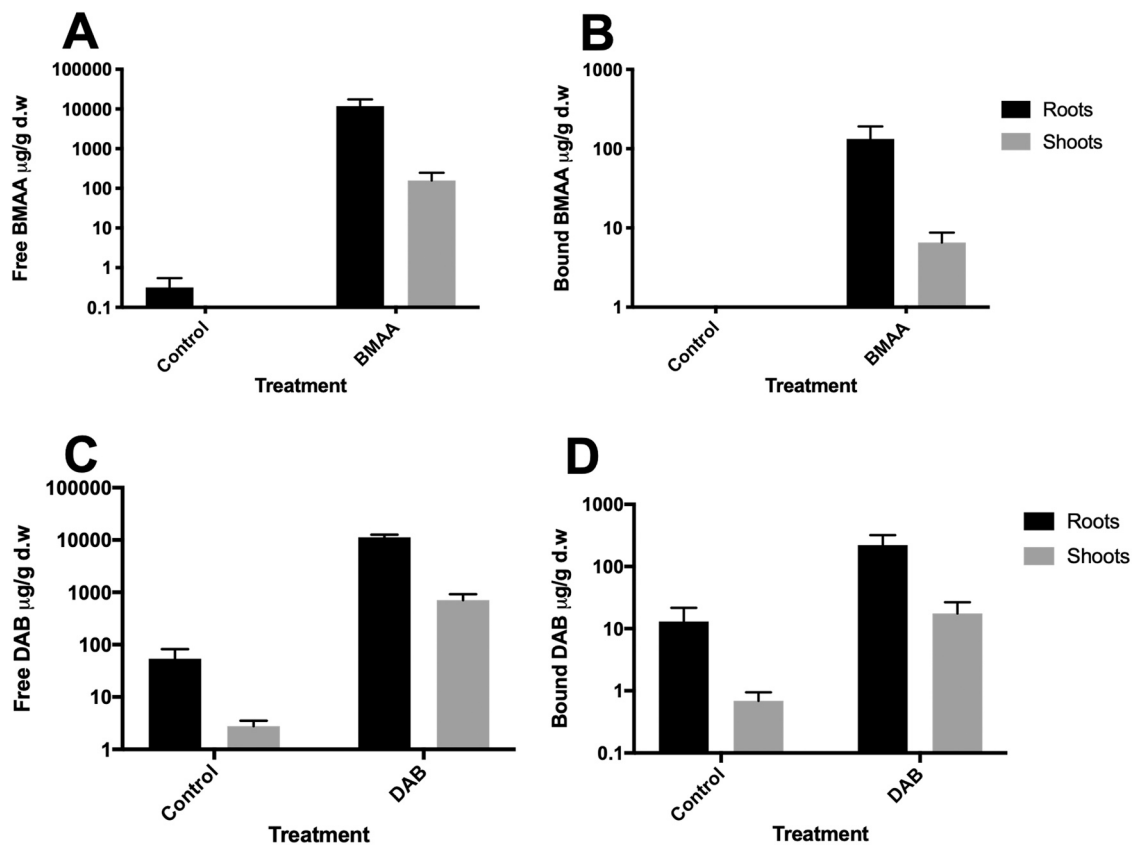 A
Free BMAA μg/g d.w
100000
10000
1000
100
10
1
0.1
Control
BMAA
Treatment
B
Bound BMAA μg/g d.w
1000
100
10
1
Control
BMAA
Treatment
Roots
Shoots
C
Free DAB μg/g d.w
100000
10000
1000
100
10
1
Control
DAB
Treatment
D
Bound DAB μg/g d.w
1000
100
10
1
0.1
Control
DAB
Treatment
Roots
Shoots